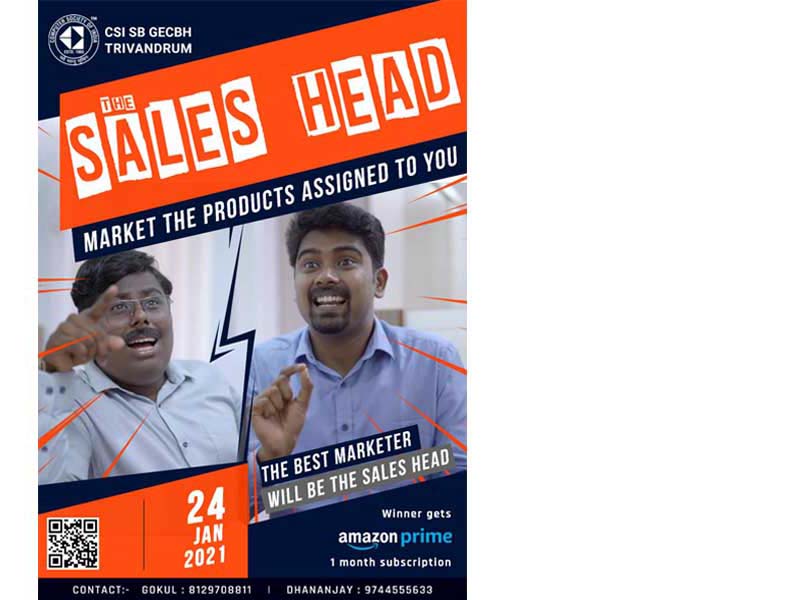 CSI SB GECBH
TRIVANDRUM
THE
SALES HEAD
MARKET THE PRODUCTS ASSIGNED TO YOU
THE BEST MARKETER
WILL BE THE SALES HEAD
24
JAN
2021
Winner gets
amazon prime
1 month subscription
CONTACT:- GOKUL : 8129708811 | DHANANJAY : 9744555633